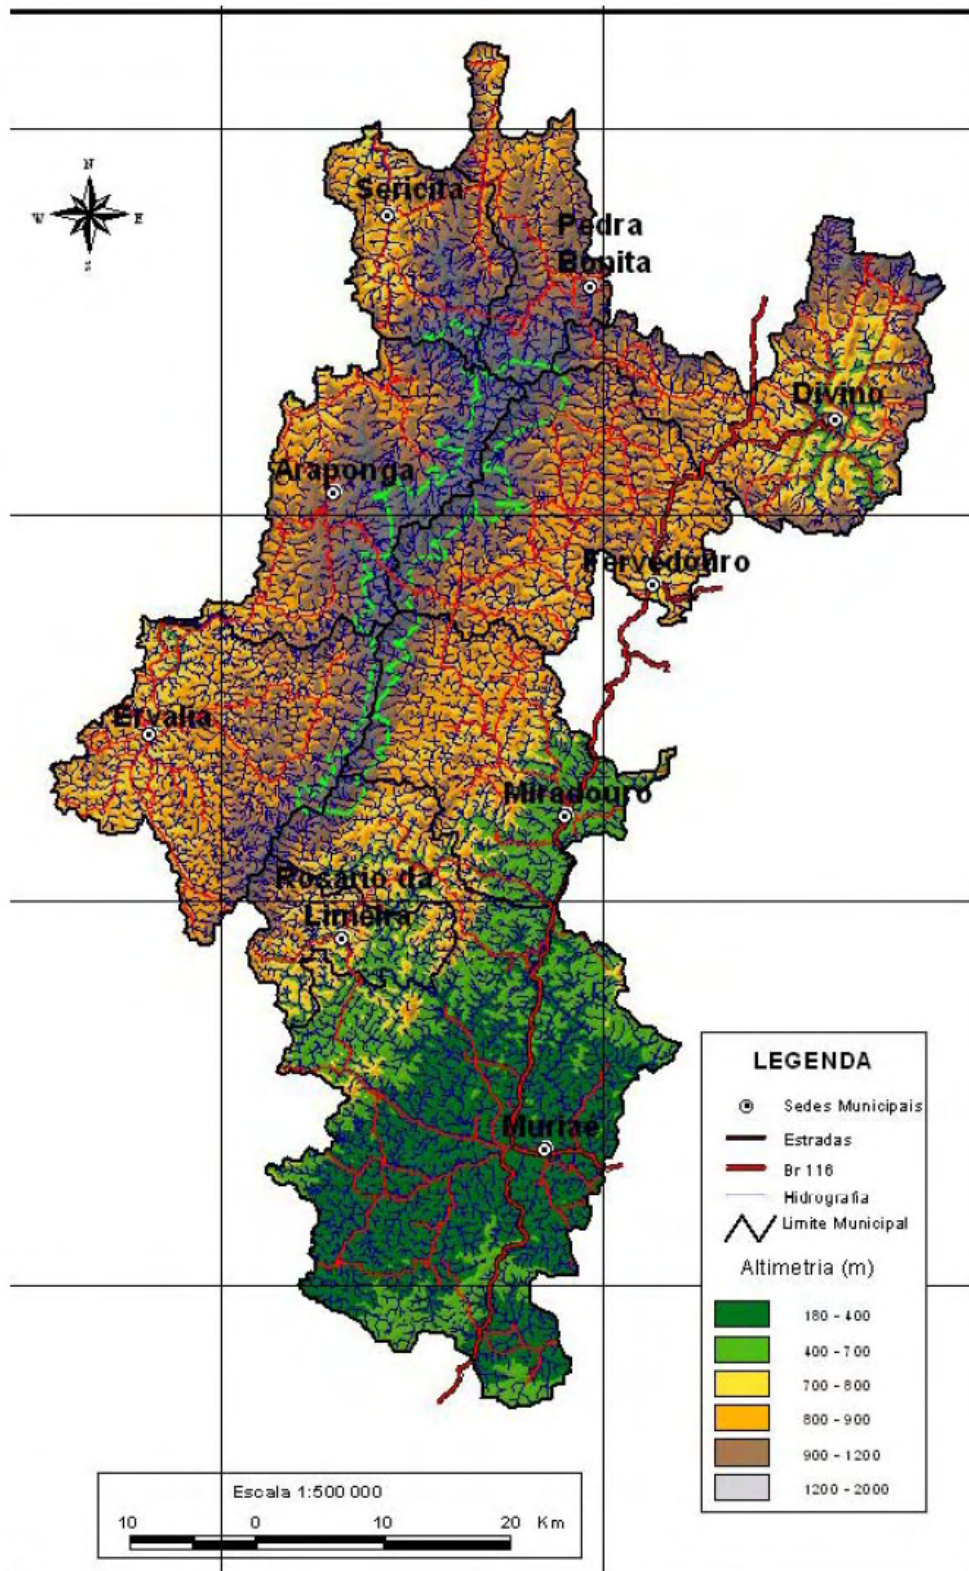 N
W E
S
Sericita
Pedra
Bonita
Divino
Araponga
Fervedouro
Ervalia
Miradouro
Rosário da
Limeira
Muriaé
LEGENDA
Sedes Municipais
Estradas
Br 116
Hidrografia
Limite Municipal
Altimetria (m)
180 - 400
400 - 700
700 - 800
800 - 900
900 - 1200
1200 - 2000
Escala 1:500 000
10 0 10 20 Km